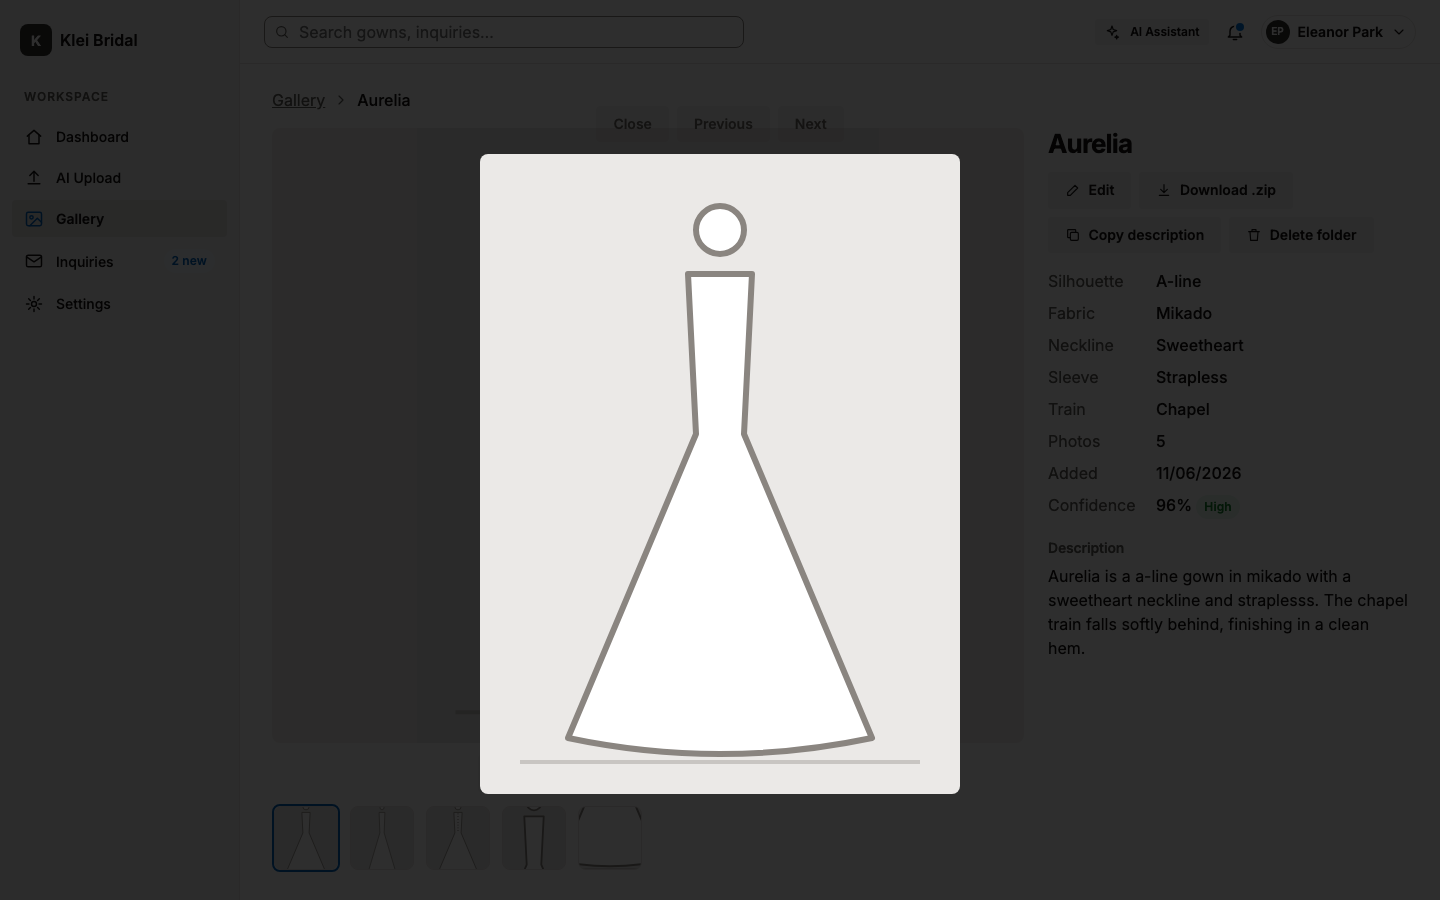 K Klei Bridal
Search gowns, inquiries...
AI Assistant
EP Eleanor Park
WORKSPACE
Dashboard
AI Upload
Gallery
Inquiries 2 new
Settings
Gallery > Aurelia
Close Previous Next
Aurelia
Edit Download .zip
Copy description Delete folder
Silhouette A-line
Fabric Mikado
Neckline Sweetheart
Sleeve Strapless
Train Chapel
Photos 5
Added 11/06/2026
Confidence 96% High
Description
Aurelia is a a-line gown in mikado with a
sweetheart neckline and straplesss. The chapel
train falls softly behind, finishing in a clean
hem.